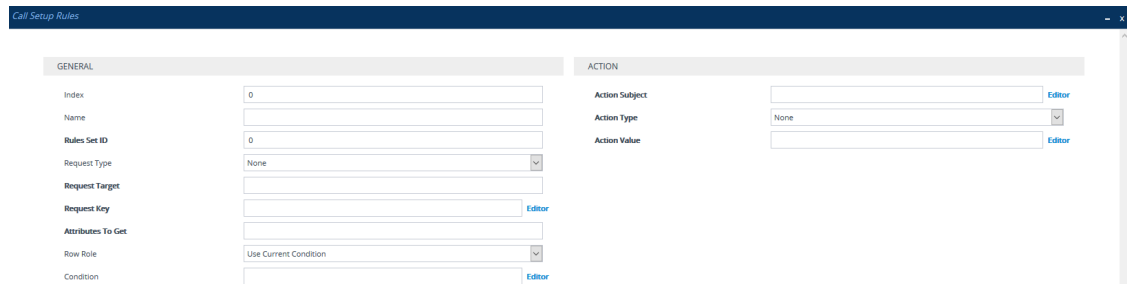 Call Setup Rules
– x
GENERAL
Index 0
Name
Rules Set ID 0
Request Type None
Request Target
Request Key Editor
Attributes To Get
Row Role Use Current Condition
Condition Editor
ACTION
Action Subject Editor
Action Type None
Action Value Editor